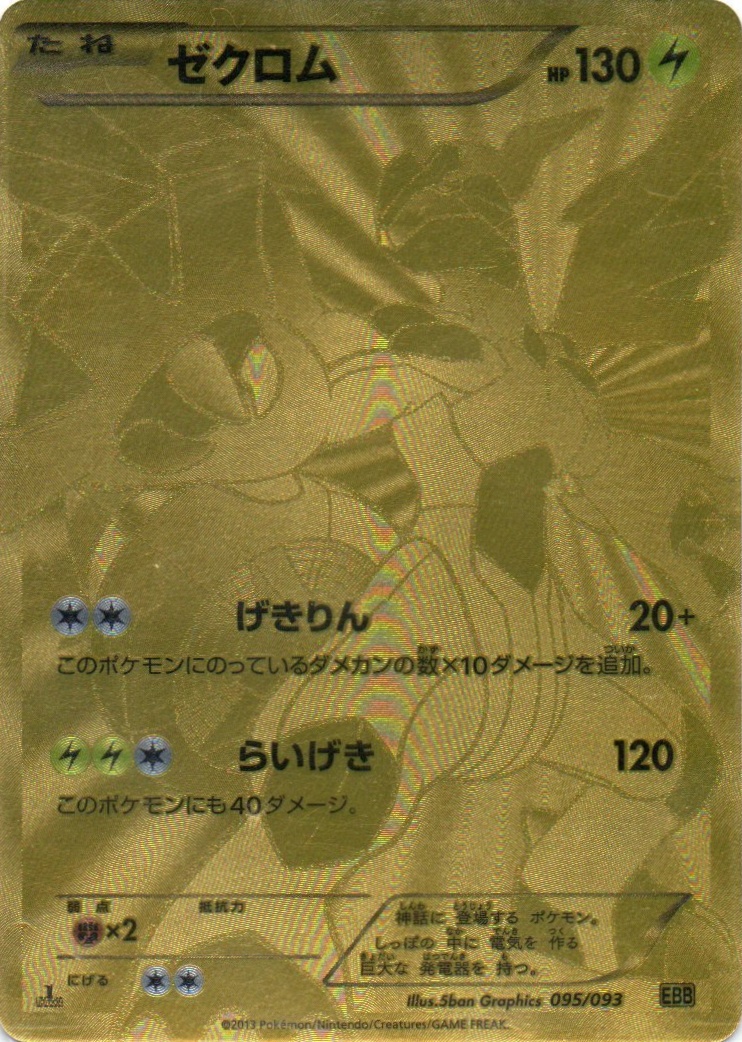 たね
ゼクロム HP130
げきりん 20+
このポケモンにのっているダメカンの数×10ダメージを追加。
らいげき 120
このポケモンにも40ダメージ。
弱点 抵抗力
×2
にげる
神話に 登場する ポケモン。
しっぽの 中に 電気を 作る
巨大な 発電器を 持つ。
Illus.5ban Graphics 095/093 EBB
©2013 Pokémon/Nintendo/Creatures/GAME FREAK.